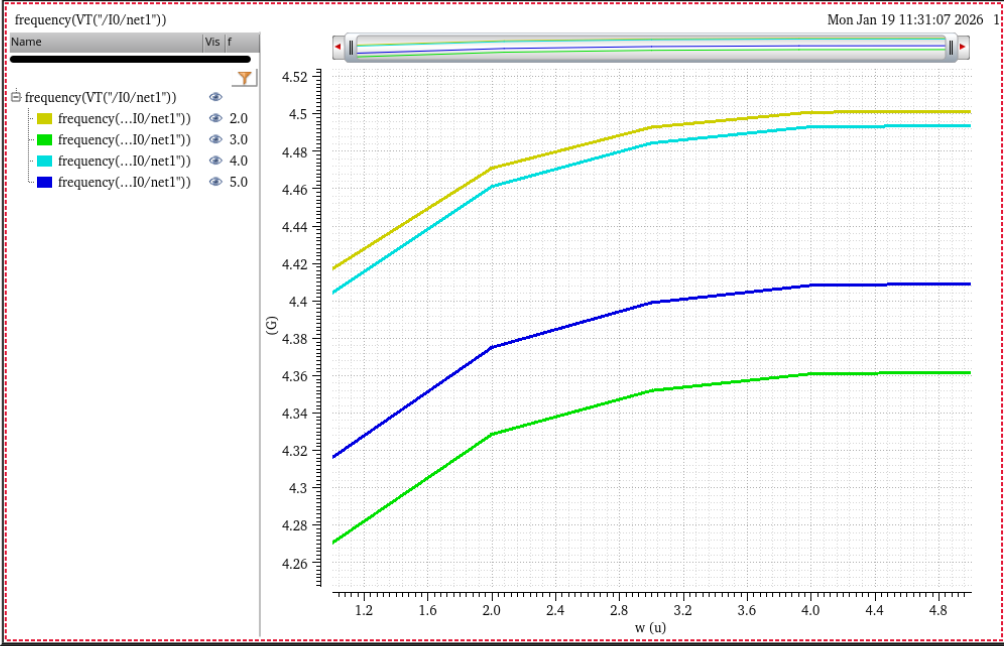 frequency(VT("/I0/net1"))
Mon Jan 19 11:31:07 2026 1
Name Vis f
frequency(VT("/I0/net1"))
frequency(...I0/net1")) 2.0
frequency(...I0/net1")) 3.0
frequency(...I0/net1")) 4.0
frequency(...I0/net1")) 5.0
4.52
4.5
4.48
4.46
4.44
4.42
4.4
4.38
4.36
4.34
4.32
4.3
4.28
4.26
(G)
1.2 1.6 2.0 2.4 2.8 3.2 3.6 4.0 4.4 4.8
w (u)